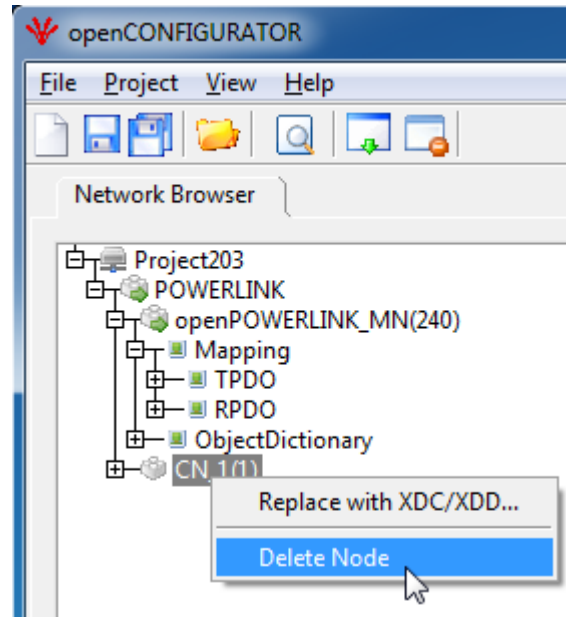 openCONFIGURATOR
File Project View Help
Network Browser
Project203
POWERLINK
openPOWERLINK_MN(240)
Mapping
TPDO
RPDO
ObjectDictionary
CN_1(1)
Replace with XDC/XDD...
Delete Node